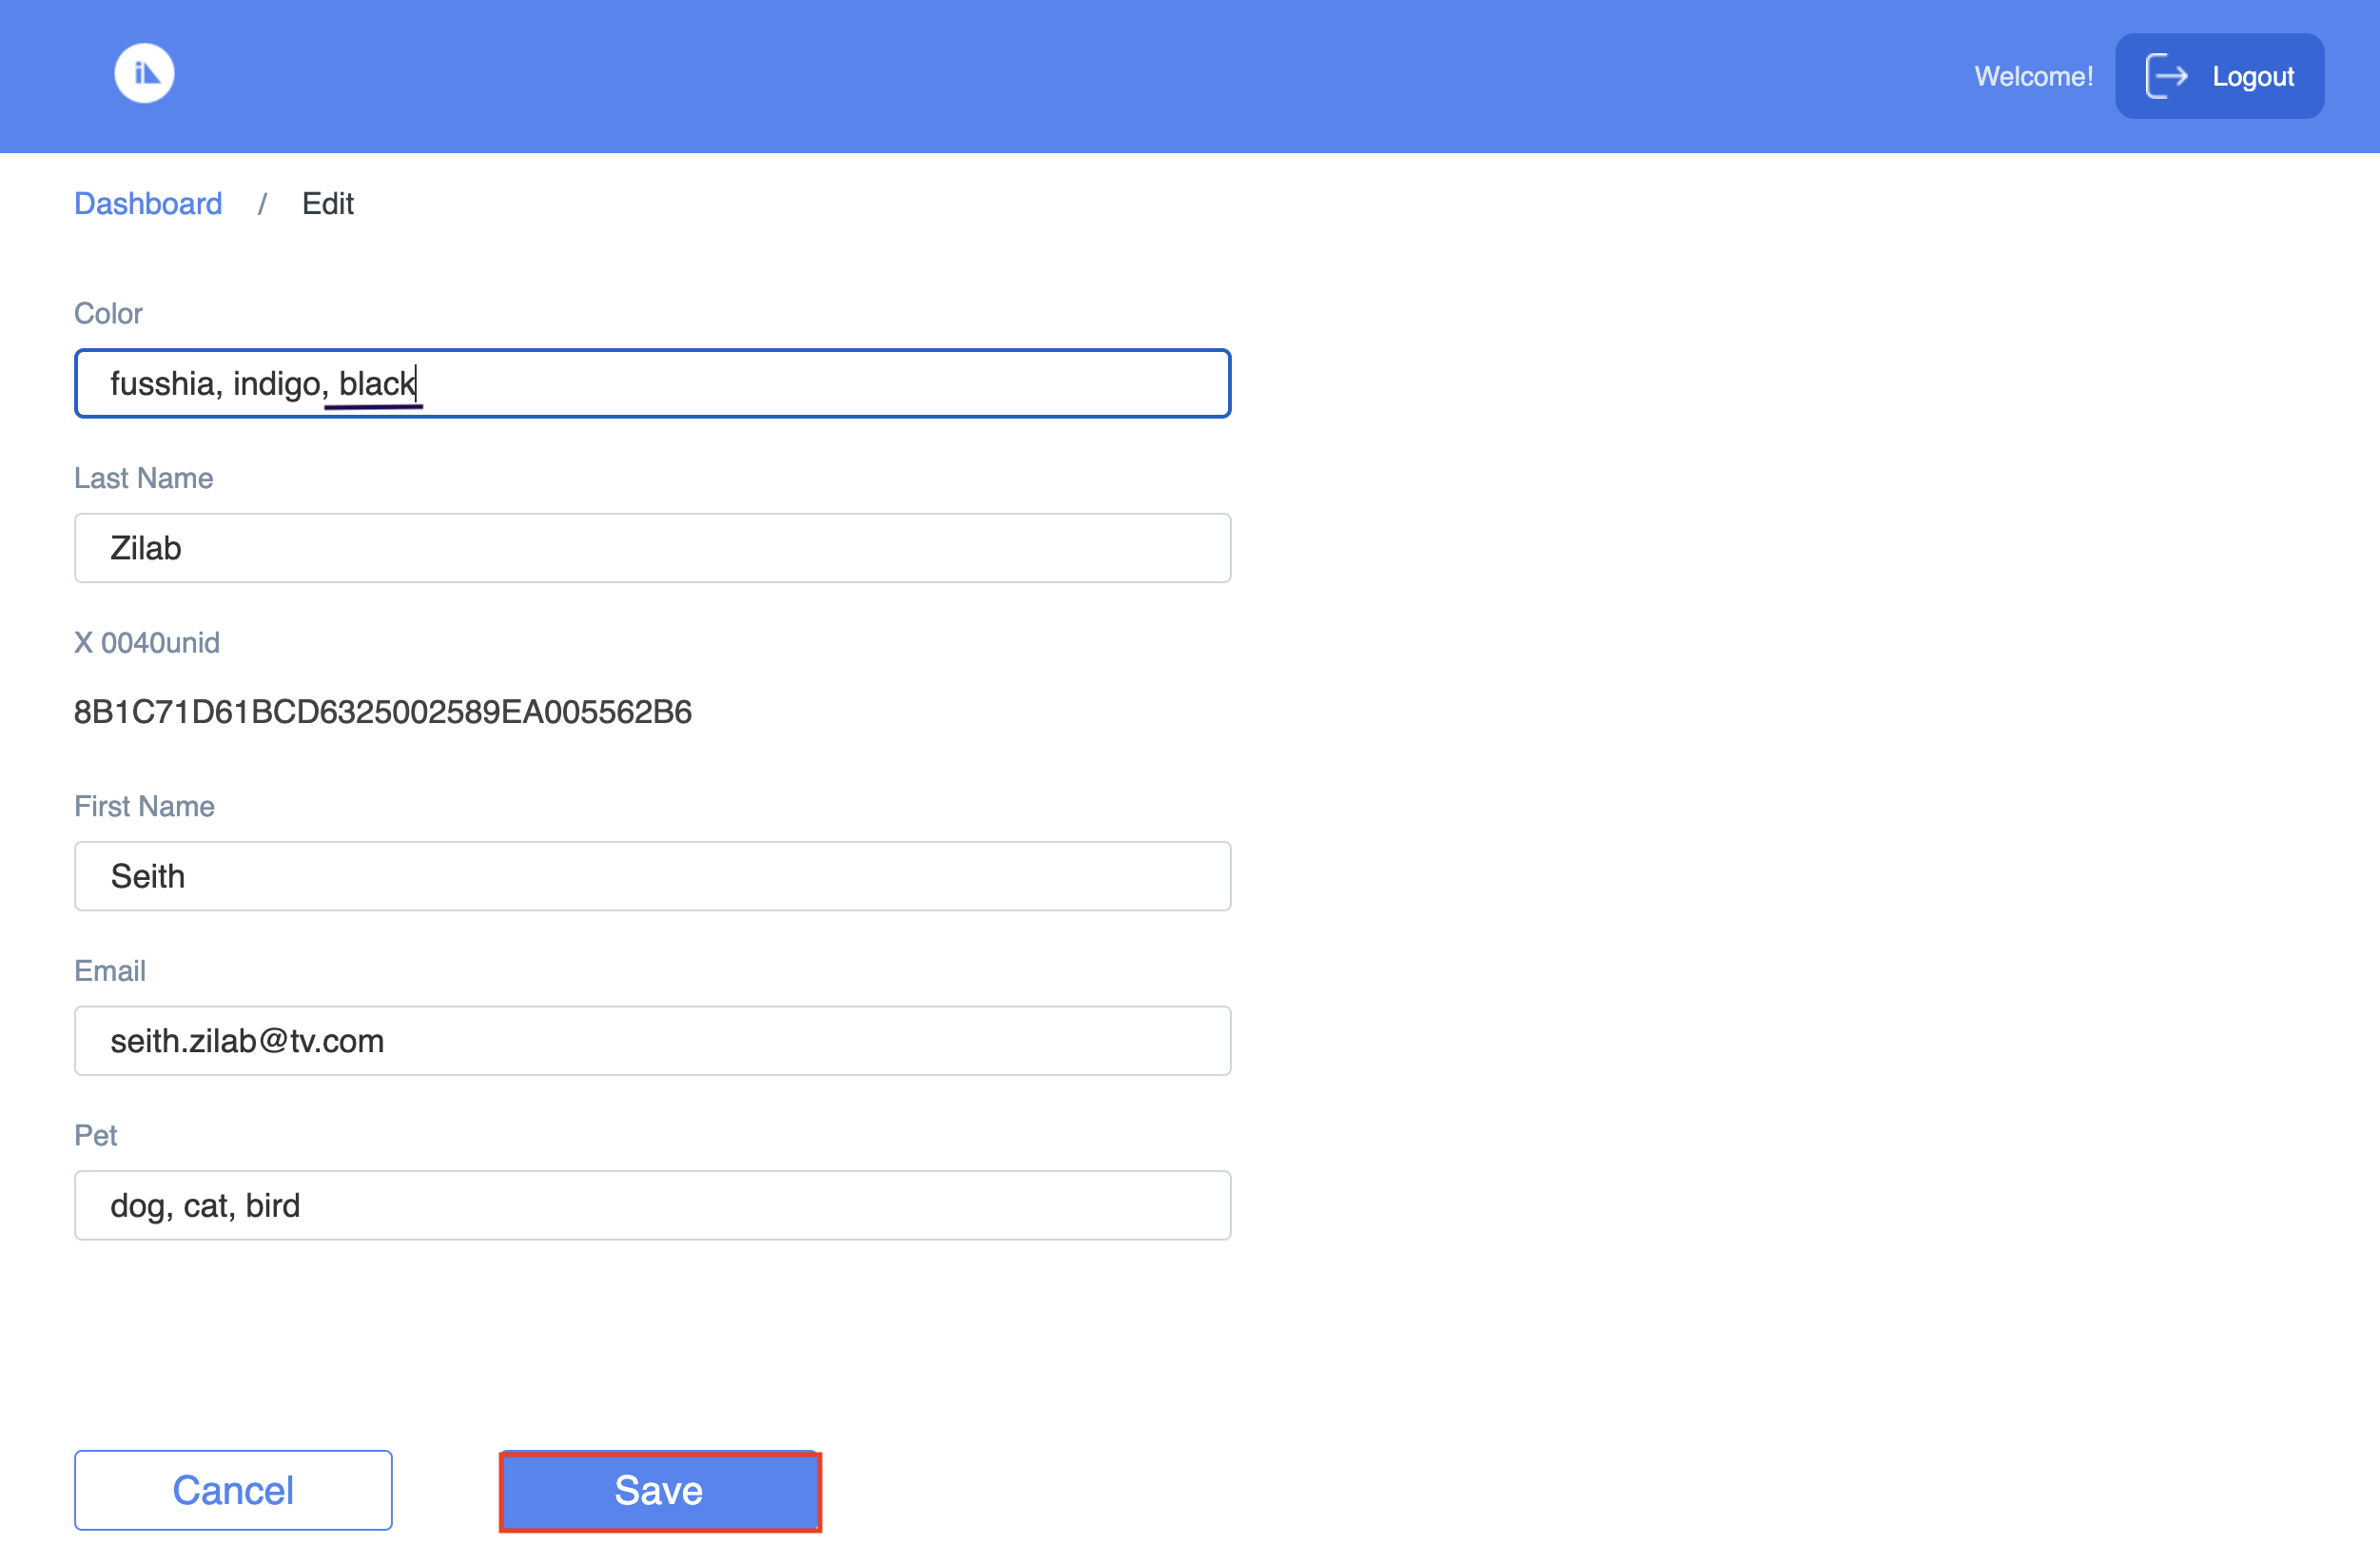 iA
Welcome!
Logout
Dashboard / Edit
Color
fusshia, indigo, black
Last Name
Zilab
X 0040unid
8B1C71D61BCD6325002589EA005562B6
First Name
Seith
Email
seith.zilab@tv.com
Pet
dog, cat, bird
Cancel
Save